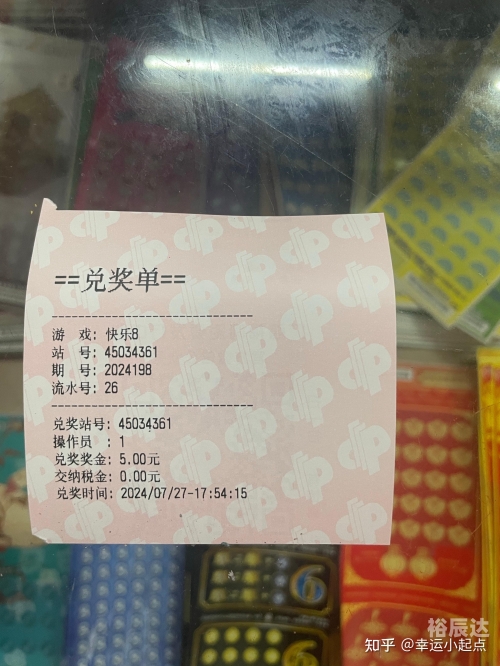 ==兑奖单==
游 戏: 快乐8
站 号: 45034361
期 号: 2024198
流水号: 26
兑奖站号: 45034361
操作员 : 1
兑奖奖金: 5.00元
交纳税金: 0.00元
兑奖时间: 2024/07/27-17:54:15
6
6
裕辰达
知乎 @幸运小起点